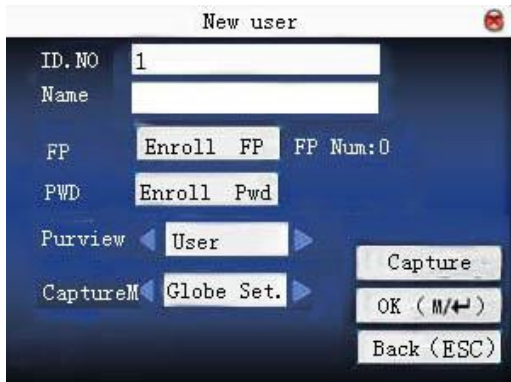 New user
ID.NO 1
Name
FP Enroll FP FP Num:0
PWD Enroll Pwd
Purview User
Capture
CaptureM Globe Set.
OK (M/↵)
Back (ESC)